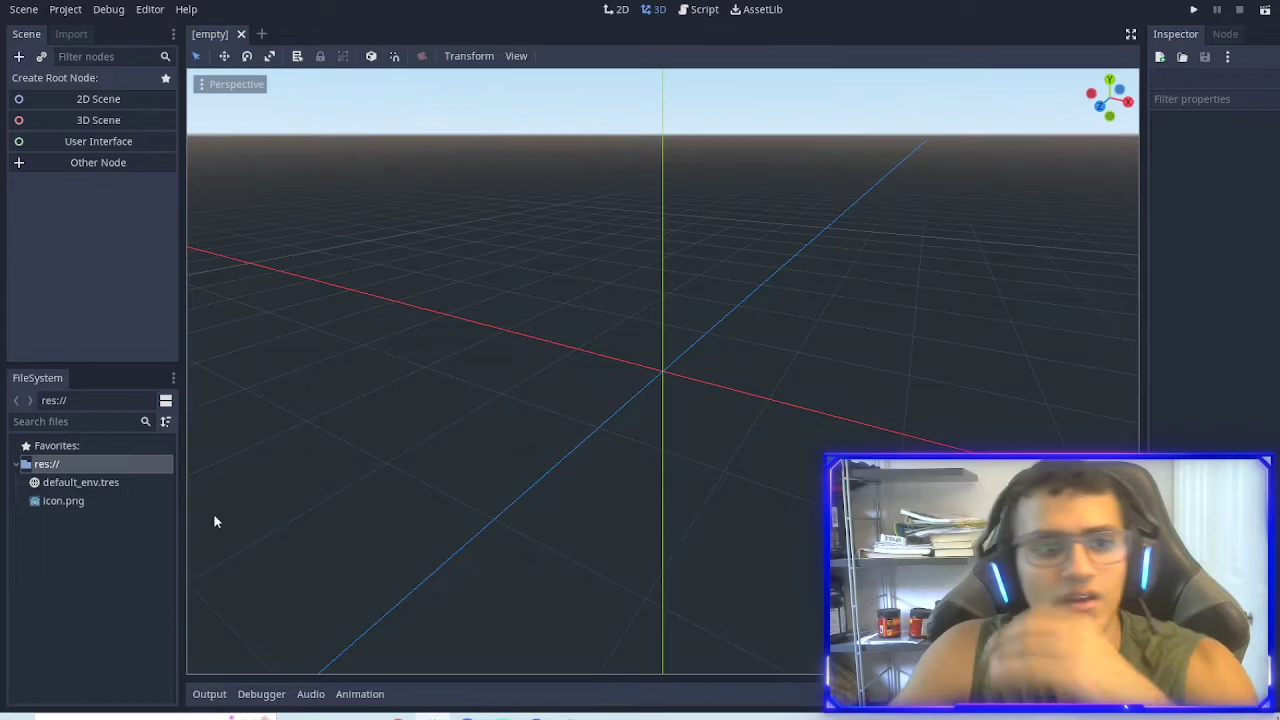 Scene Project Debug Editor Help
2D 3D Script AssetLib
Scene Import
[empty]
Inspector Node
Filter nodes
Transform View
Create Root Node:
Perspective
Filter properties
2D Scene
3D Scene
User Interface
Other Node
Y
X
Z
FileSystem
res://
Search files
Favorites:
res://
default_env.tres
icon.png
Output Debugger Audio Animation